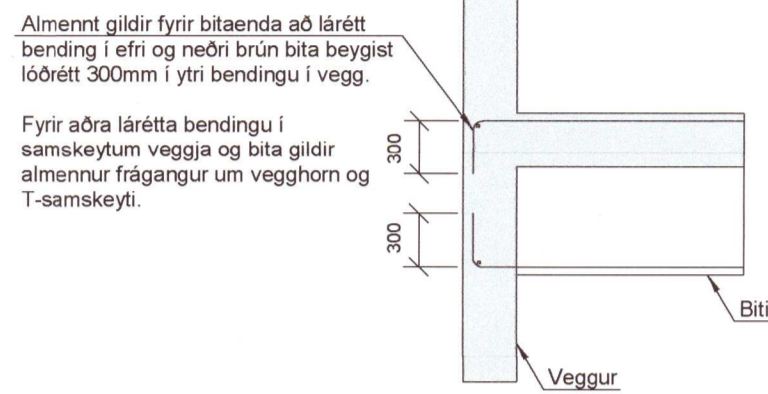 Almennt gildir fyrir bitaenda að lárétt
bending í efri og neðri brún bita beygist
lóðrétt 300mm í ytri bendingu í vegg.
Fyrir aðra lárétta bendingu í
samskeytum veggja og bita gildir
almennur frágangur um vegghorn og
T-samskeyti.
300
300
Biti
Veggur